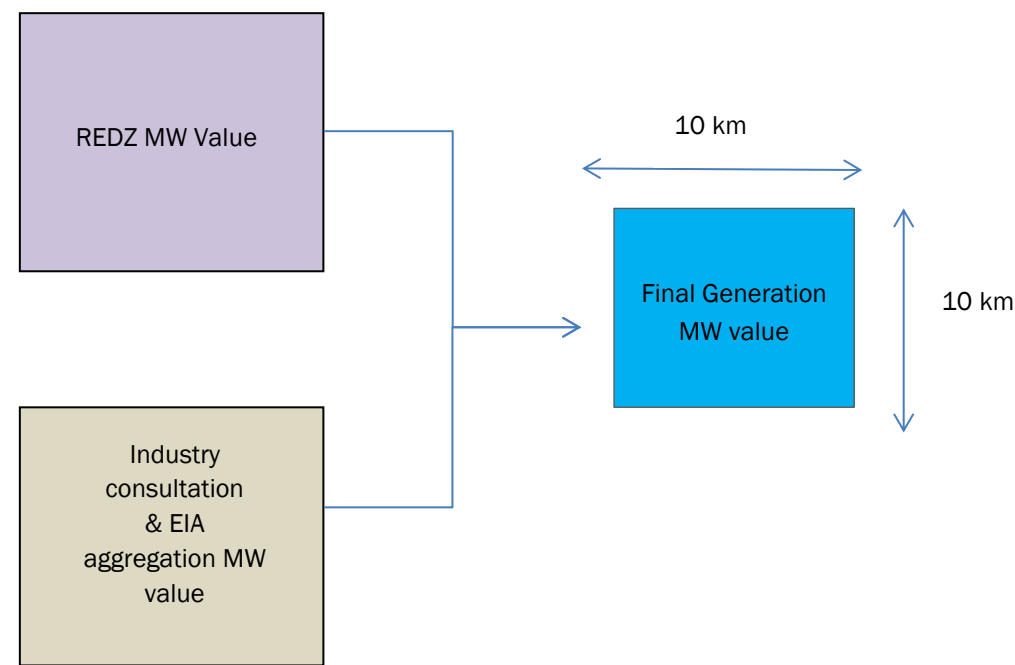 REDZ MW Value
10 km
Final Generation
MW value
10 km
Industry
consultation
& EIA
aggregation MW
value